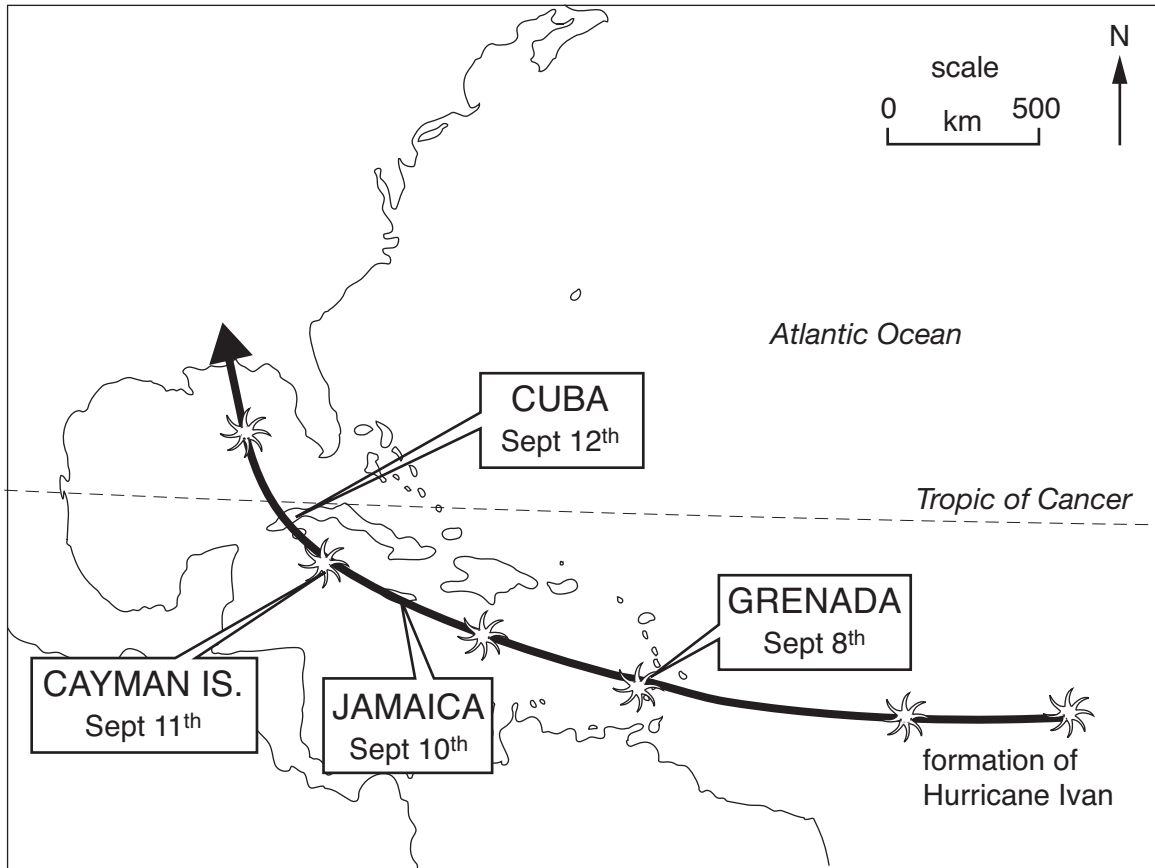 N
scale
0 km 500
Atlantic Ocean
CUBA
Sept 12th
Tropic of Cancer
GRENADA
Sept 8th
CAYMAN IS.
Sept 11th
JAMAICA
Sept 10th
formation of
Hurricane Ivan